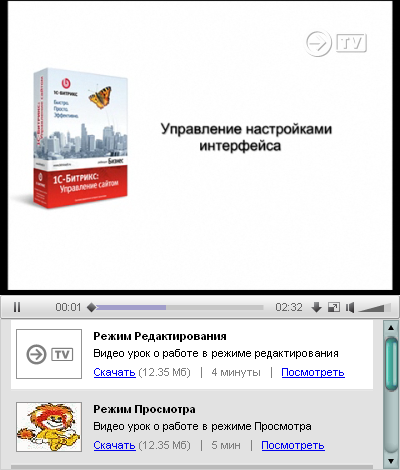 TV
1С-БИТРИКС
Быстро.
Просто.
Эффективно.
Бизнес
1С-БИТРИКС:
Управление сайтом
Управление настройками
интерфейса
00:01 02:32
TV
Режим Редактирования
Видео урок о работе в режиме редактирования
Скачать (12.35 Мб) | 4 минуты | Посмотреть
Режим Просмотра
Видео урок о работе в режиме Просмотра
Скачать (12.35 Мб) | 5 мин | Посмотреть